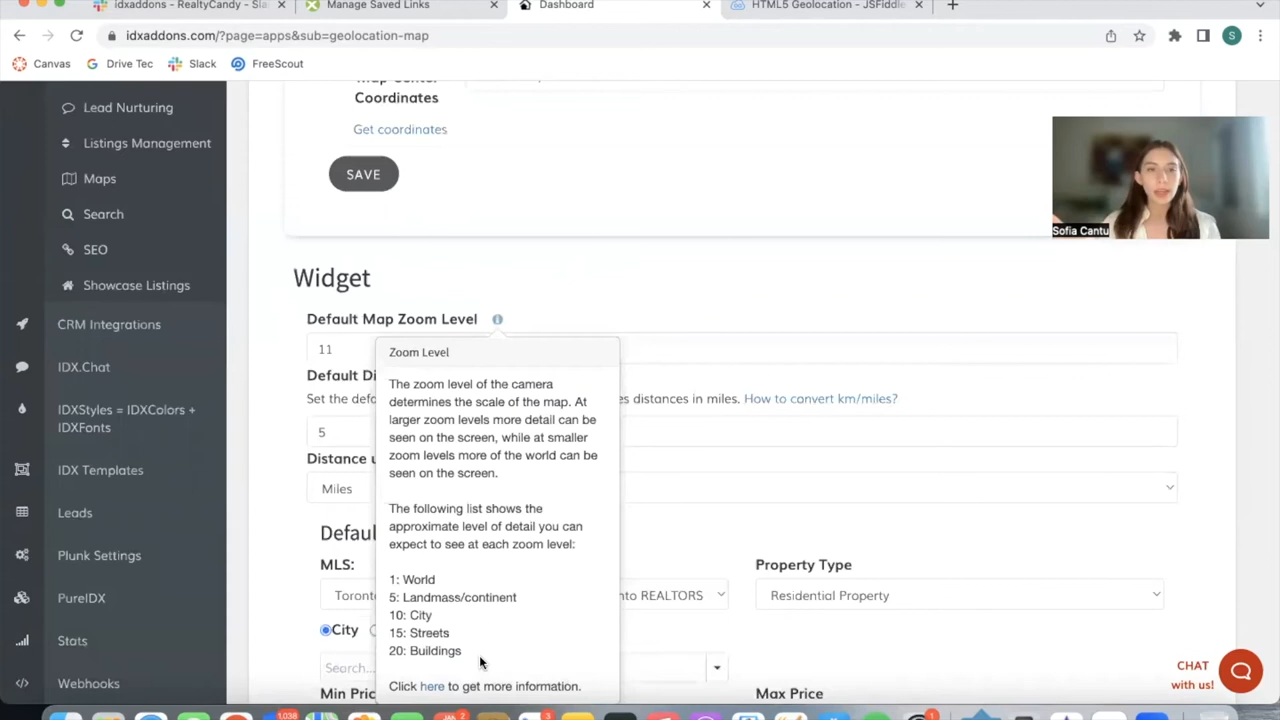 idxaddons - RealtyCandy - Sla
Manage Saved Links
Dashboard
HTML5 Geolocation - JSFiddle
idxaddons.com/?page=apps&sub=geolocation-map
S
Canvas
Drive Tec
Slack
FreeScout
Lead Nurturing
Listings Management
Maps
Search
SEO
Showcase Listings
CRM Integrations
IDX.Chat
IDXStyles = IDXColors +
IDXFonts
IDX Templates
Leads
Plunk Settings
PureIDX
Stats
Webhooks
Map Center
Coordinates
Get coordinates
SAVE
Sofia Cantu
Widget
Default Map Zoom Level
11
Default Di
Set the defa
es distances in miles. How to convert km/miles?
5
Distance u
Miles
Zoom Level
The zoom level of the camera
determines the scale of the map. At
larger zoom levels more detail can be
seen on the screen, while at smaller
zoom levels more of the world can be
seen on the screen.
The following list shows the
approximate level of detail you can
expect to see at each zoom level:
1: World
5: Landmass/continent
10: City
15: Streets
20: Buildings
Click here to get more information.
Defaul
MLS:
Property Type
Toront
nto REALTORS
Residential Property
City
Search...
Min Pric
Max Price
CHAT
with us!
1,038
2
3
1